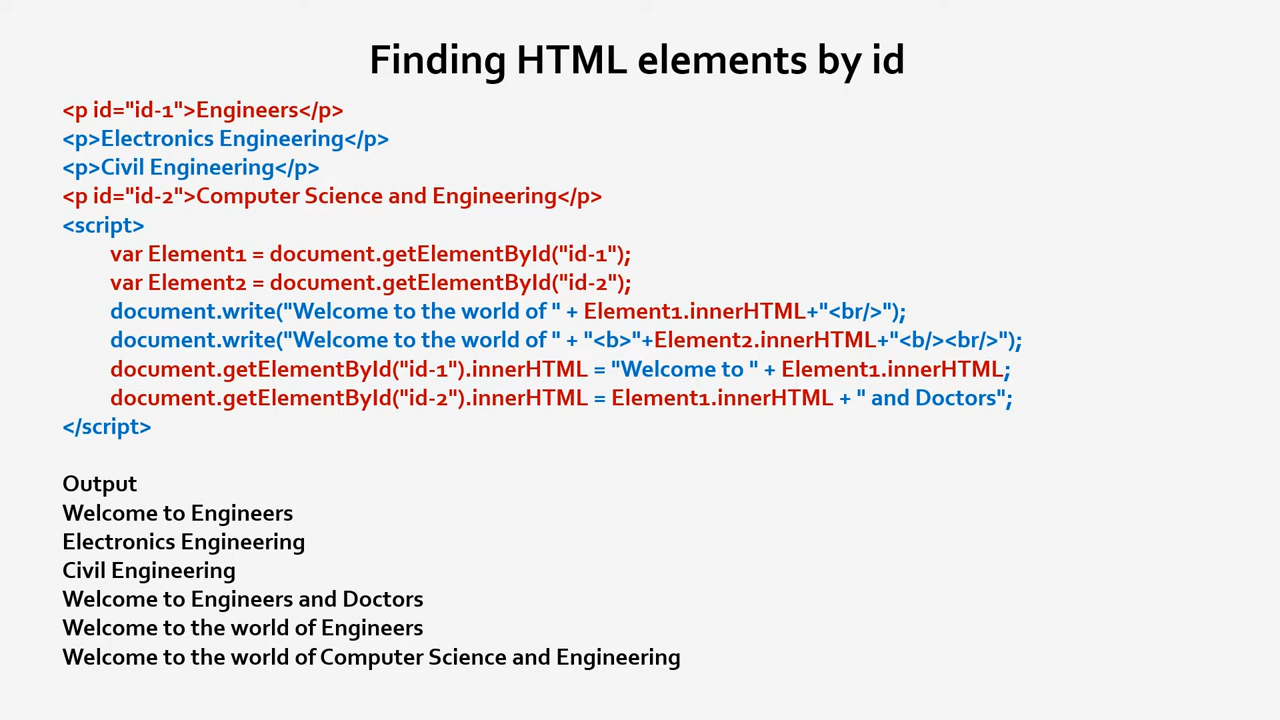 Finding HTML elements by id
<p id="id-1">Engineers</p>
<p>Electronics Engineering</p>
<p>Civil Engineering</p>
<p id="id-2">Computer Science and Engineering</p>
<script>
var Element1 = document.getElementById("id-1");
var Element2 = document.getElementById("id-2");
document.write("Welcome to the world of " + Element1.innerHTML+"<br/>");
document.write("Welcome to the world of " + "<b>"+Element2.innerHTML+"<b/><br/>");
document.getElementById("id-1").innerHTML = "Welcome to " + Element1.innerHTML;
document.getElementById("id-2").innerHTML = Element1.innerHTML + " and Doctors";
</script>
Output
Welcome to Engineers
Electronics Engineering
Civil Engineering
Welcome to Engineers and Doctors
Welcome to the world of Engineers
Welcome to the world of Computer Science and Engineering